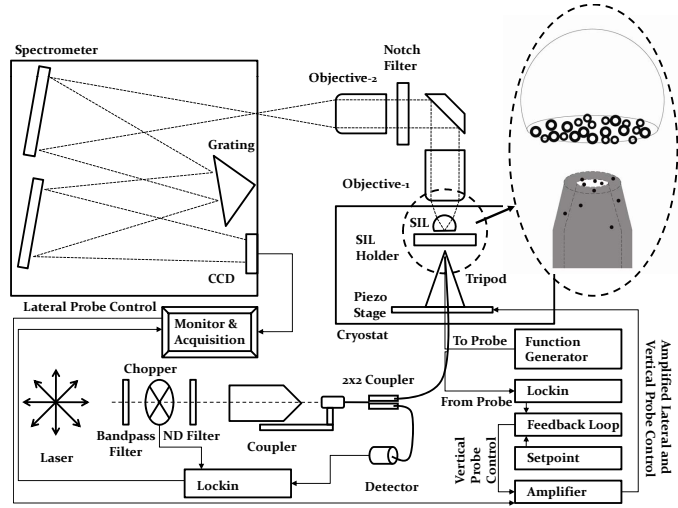 Spectrometer
Notch
Filter
Objective-2
Grating
Objective-1
SIL
SIL
Holder
CCD
Tripod
Piezo
Stage
Cryostat
Lateral Probe Control
Monitor &
Acquisition
To Probe
Function
Generator
Amplified Lateral and
Vertical Probe Control
Chopper
2x2 Coupler
From Probe
Lockin
Bandpass
Filter
ND Filter
Coupler
Feedback Loop
Laser
Vertical
Probe
Control
Setpoint
Lockin
Detector
Amplifier